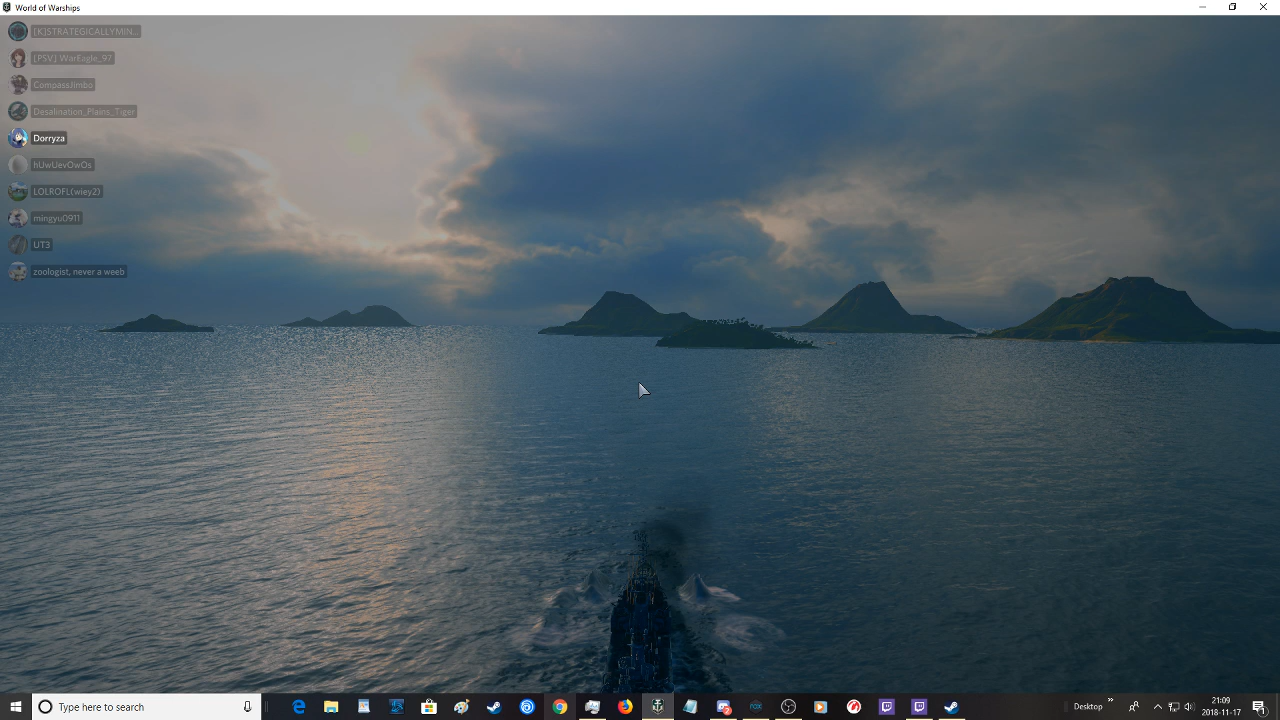 World of Warships
[K]STRATEGICALLYMIN...
[PSV] WarEagle_97
CompassJimbo
Desalination_Plains_Tiger
Dorryza
hUwUevOwOs
LOLROFL(wiey2)
mingyu0911
UT3
zoologist, never a weeb
Type here to search
Desktop
21:09
2018-11-17